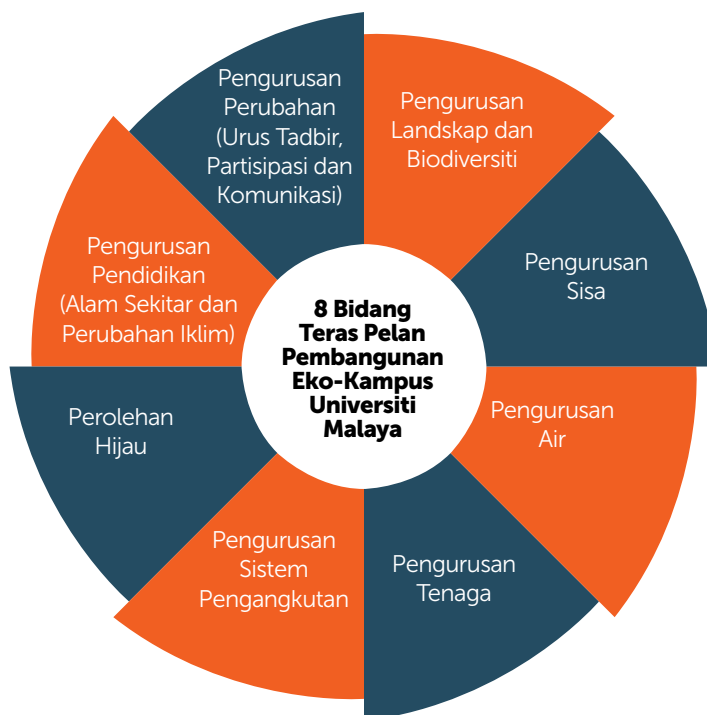 8 Bidang
Teras Pelan
Pembangunan
Eko-Kampus
Universiti
Malaya
Pengurusan
Landskap dan
Biodiversiti
Pengurusan
Sisa
Pengurusan
Air
Pengurusan
Tenaga
Pengurusan
Sistem
Pengangkutan
Perolehan
Hijau
Pengurusan
Pendidikan
(Alam Sekitar dan
Perubahan Iklim)
Pengurusan
Perubahan
(Urus Tadbir,
Partisipasi dan
Komunikasi)